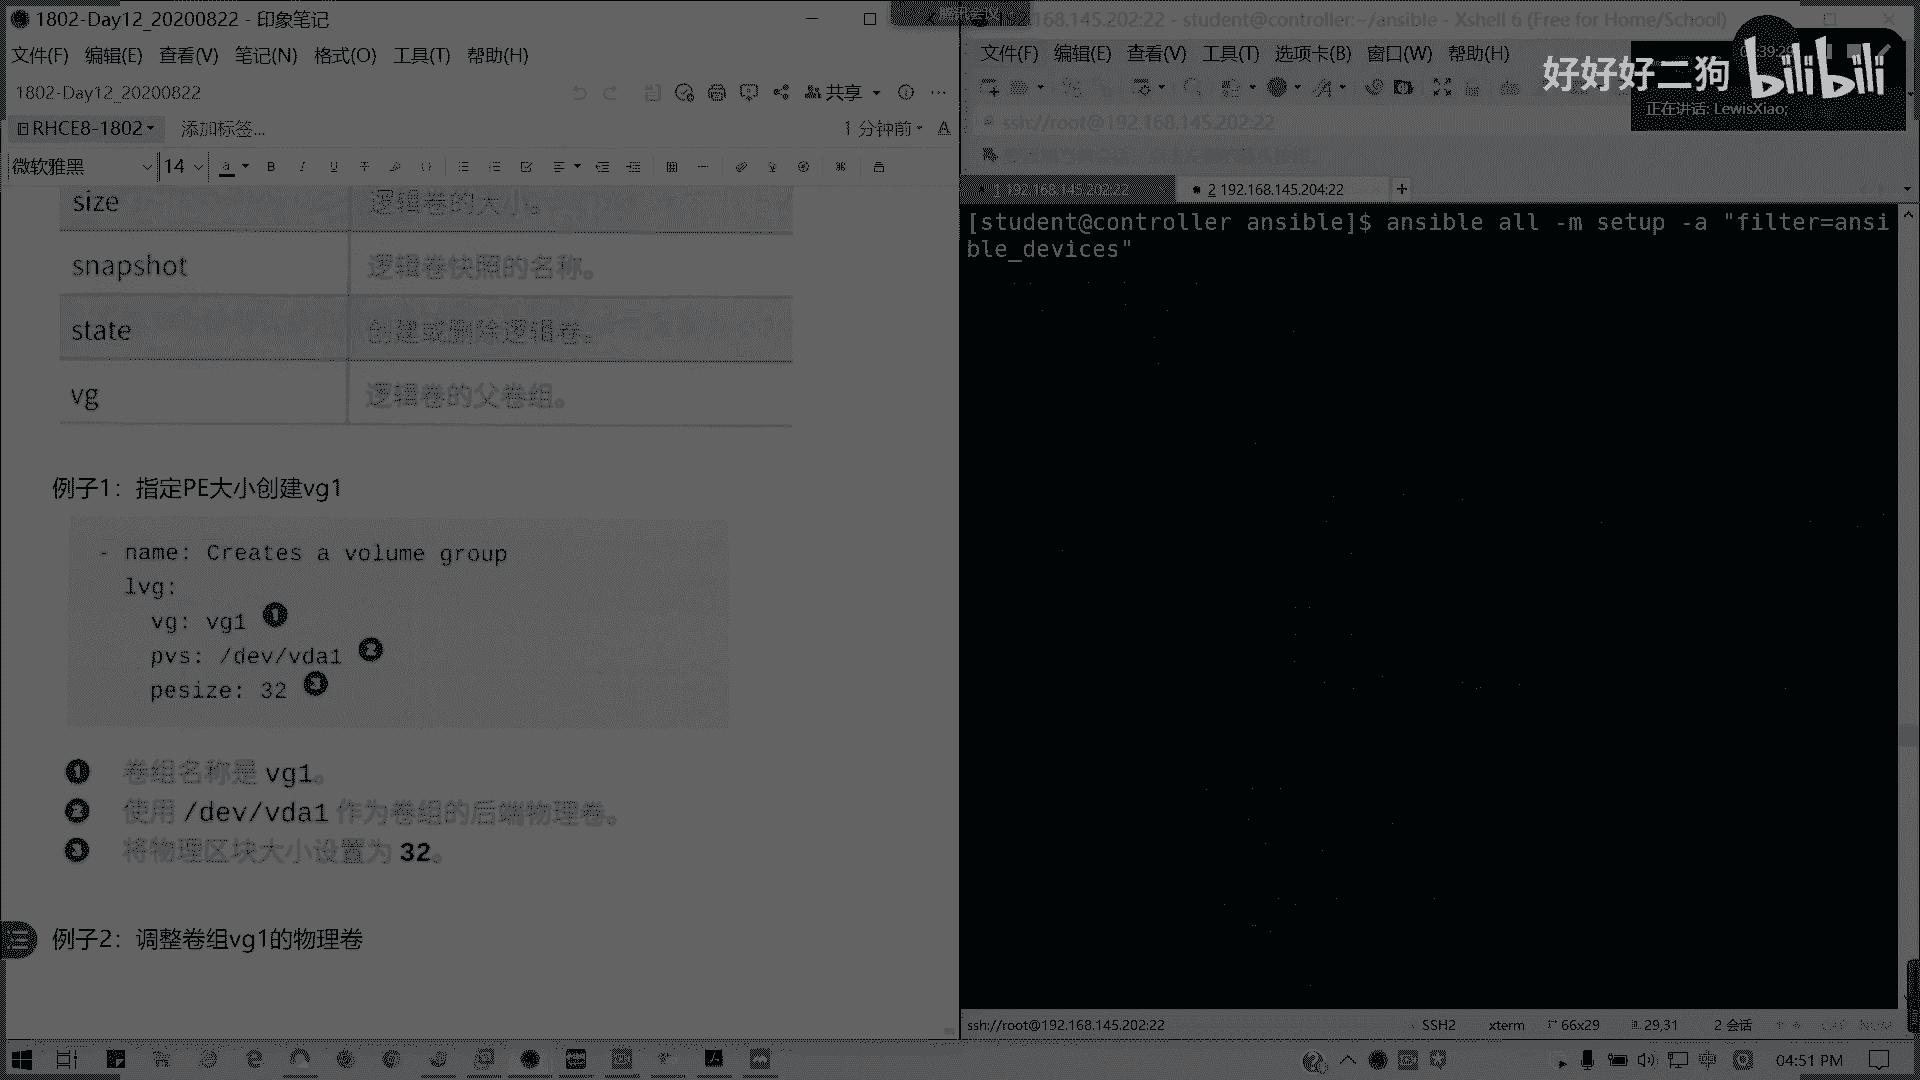 1802-Day12_20200822 - 印象笔记
文件(F) 编辑(E) 查看(V) 笔记(N) 格式(O) 工具(T) 帮助(H)
1802-Day12_20200822
共享
RHCE8-1802
添加标签...
1 分钟前
微软雅黑
14
size
逻辑卷的大小。
snapshot
逻辑卷快照的名称。
state
创建或删除逻辑卷。
vg
逻辑卷的父卷组。
例子1：指定PE大小创建vg1
- name: Creates a volume group
lvg:
vg: vg1 ❶
pvs: /dev/vda1 ❷
pesize: 32 ❸
❶ 卷组名称是 vg1。
❷ 使用 /dev/vda1 作为卷组的后端物理卷。
❸ 将物理区块大小设置为 32。
例子2：调整卷组vg1的物理卷
168.145.202:22 - student@controller:~/ansible - Xshell 6 (Free for Home/School)
文件(F) 编辑(E) 查看(V) 工具(T) 选项卡(B) 窗口(W) 帮助(H)
好好好二狗 bilibili
正在讲话: LewisXiao;
ssh://root@192.168.145.202:22
1 192.168.145.202:22
2 192.168.145.204:22
[student@controller ansible]$ ansible all -m setup -a "filter=ansi
ble_devices"
ssh://root@192.168.145.202:22
SSH2
xterm
66x29
29,31
2 会话
中
04:51 PM